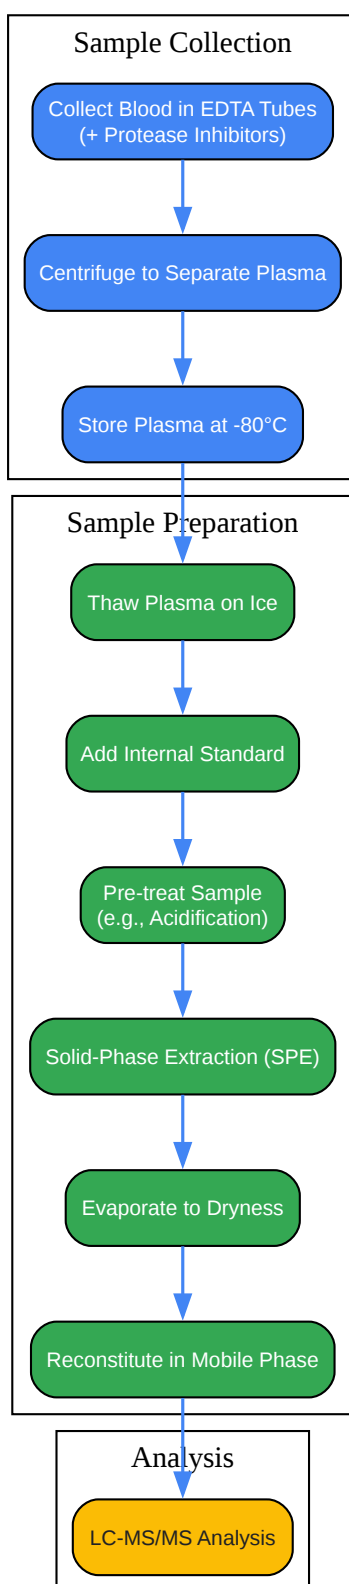 Sample Collection
Collect Blood in EDTA Tubes
(+ Protease Inhibitors)
Centrifuge to Separate Plasma
Store Plasma at -80°C
Sample Preparation
Thaw Plasma on Ice
Add Internal Standard
Pre-treat Sample
(e.g., Acidification)
Solid-Phase Extraction (SPE)
Evaporate to Dryness
Reconstitute in Mobile Phase
Analysis
LC-MS/MS Analysis